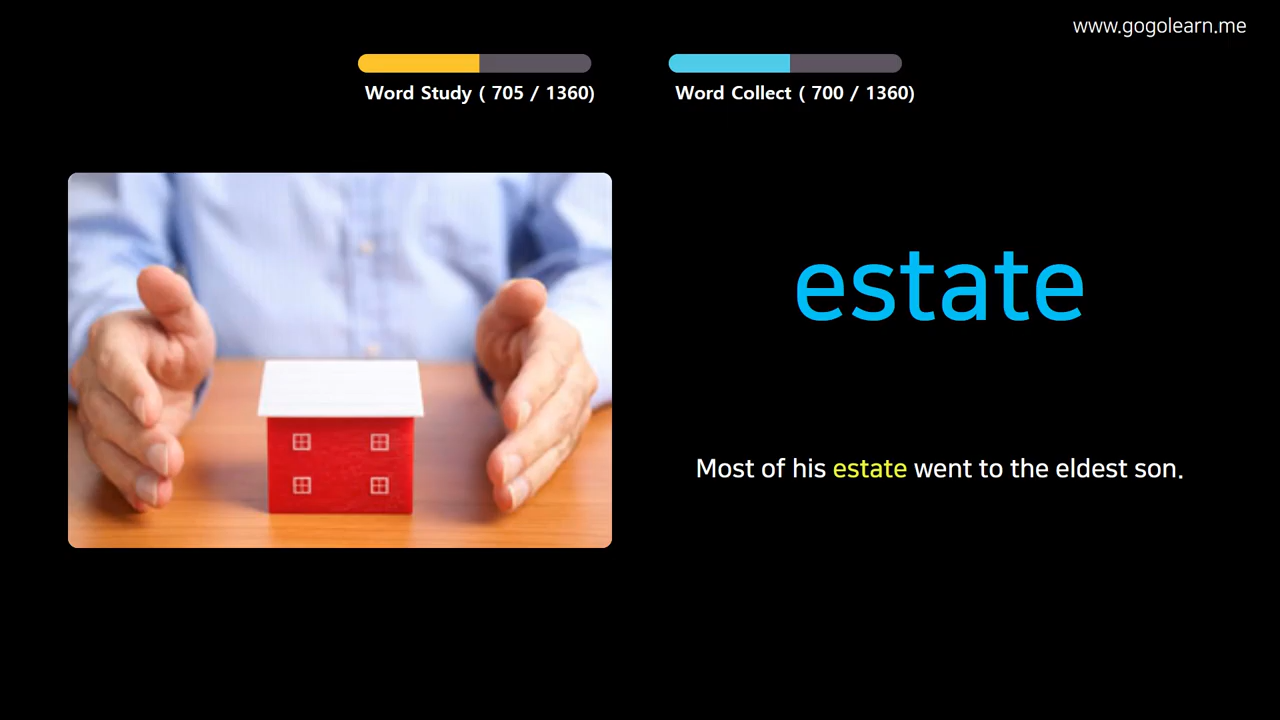 www.gogolearn.me
Word Study ( 705 / 1360)
Word Collect ( 700 / 1360)
estate
Most of his estate went to the eldest son.